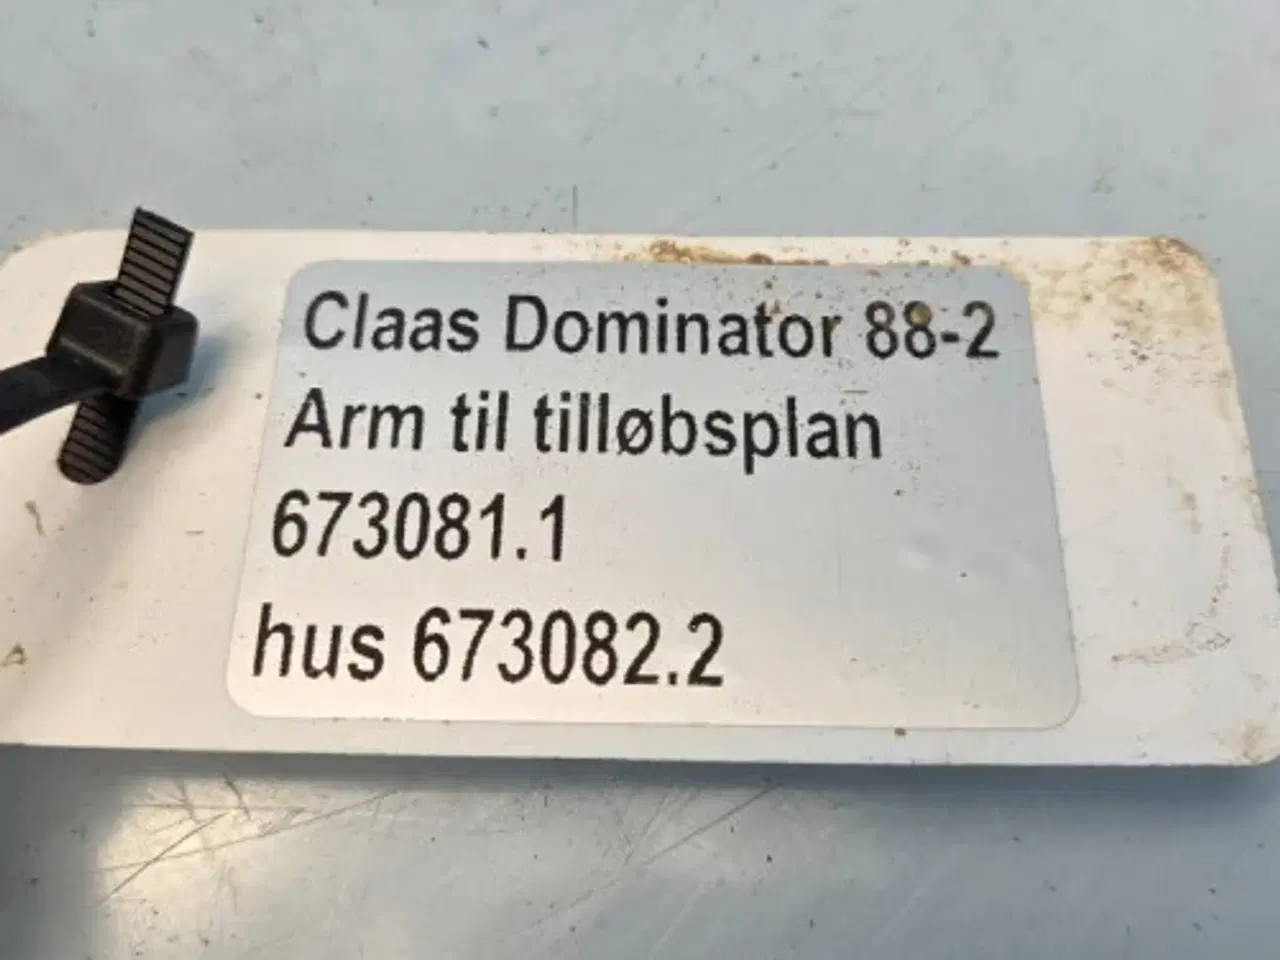 Claas Dominator 88-2
Arm til tilløbsplan
673081.1
hus 673082.2